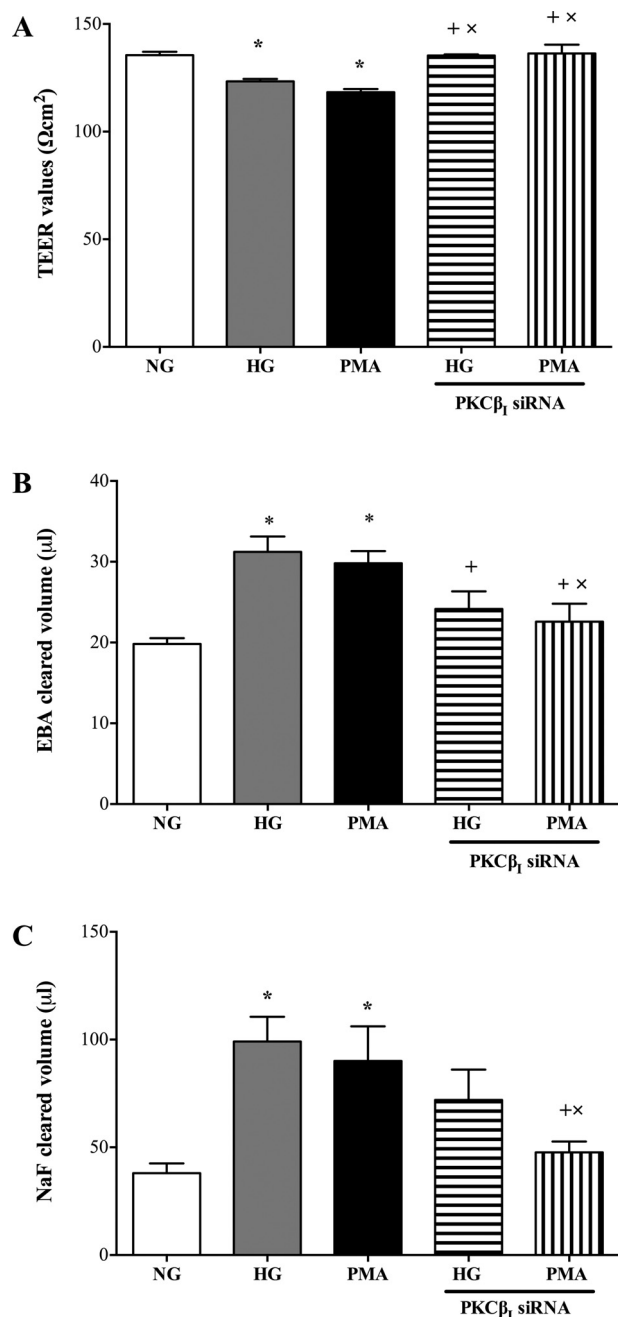 A
TEER values (Ωcm²)
150
100
50
0
* * + × + ×
NG HG PMA HG PMA
PKCβI siRNA
B
EBA cleared volume (µl)
40
30
20
10
0
* * + + ×
NG HG PMA HG PMA
PKCβI siRNA
C
NaF cleared volume (µl)
150
100
50
0
* * +×
NG HG PMA HG PMA
PKCβI siRNA